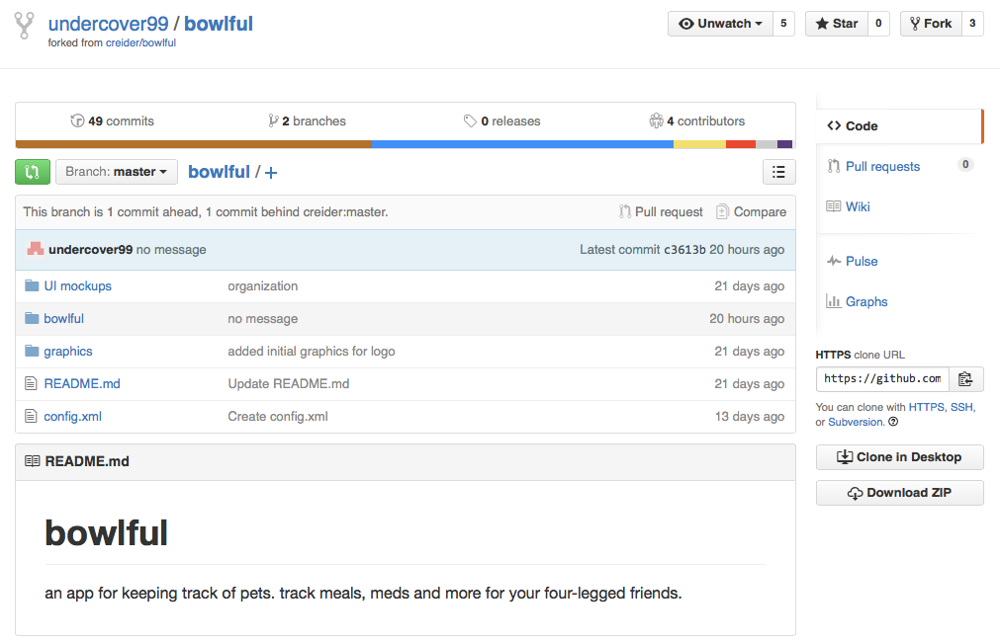 undercover99 / bowlful
forked from creider/bowlful
Unwatch 5 Star 0 Fork 3
49 commits 2 branches 0 releases 4 contributors
Branch: master bowlful / +
This branch is 1 commit ahead, 1 commit behind creider:master. Pull request Compare
undercover99 no message Latest commit c3613b 20 hours ago
UI mockups organization 21 days ago
bowlful no message 20 hours ago
graphics added initial graphics for logo 21 days ago
README.md Update README.md 21 days ago
config.xml Create config.xml 13 days ago
README.md
bowlful
an app for keeping track of pets. track meals, meds and more for your four-legged friends.
Code
Pull requests 0
Wiki
Pulse
Graphs
HTTPS clone URL
https://github.com
You can clone with HTTPS, SSH,
or Subversion.
Clone in Desktop
Download ZIP